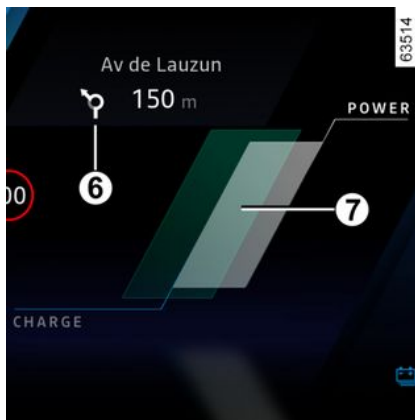 63514
Av de Lauzun
150 m
POWER
6
00
7
CHARGE